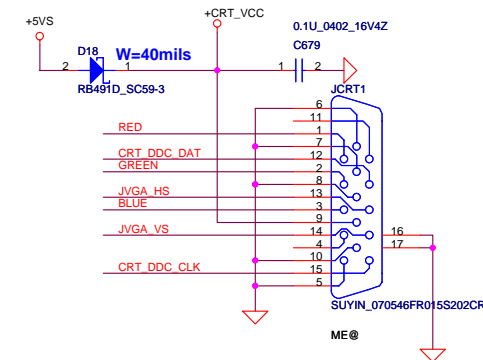 +CRT_VCC
+5VS
0.1U_0402_16V4Z
D18
W=40mils
C679
2
1
1
2
RB491D_SC59-3
JCRT1
6
11
RED
1
7
CRT_DDC_DAT
12
GREEN
2
8
JVGA_HS
13
BLUE
3
9
JVGA_VS
14
16
4
17
10
CRT_DDC_CLK
15
5
SUYIN_070546FR015S202CR
ME@